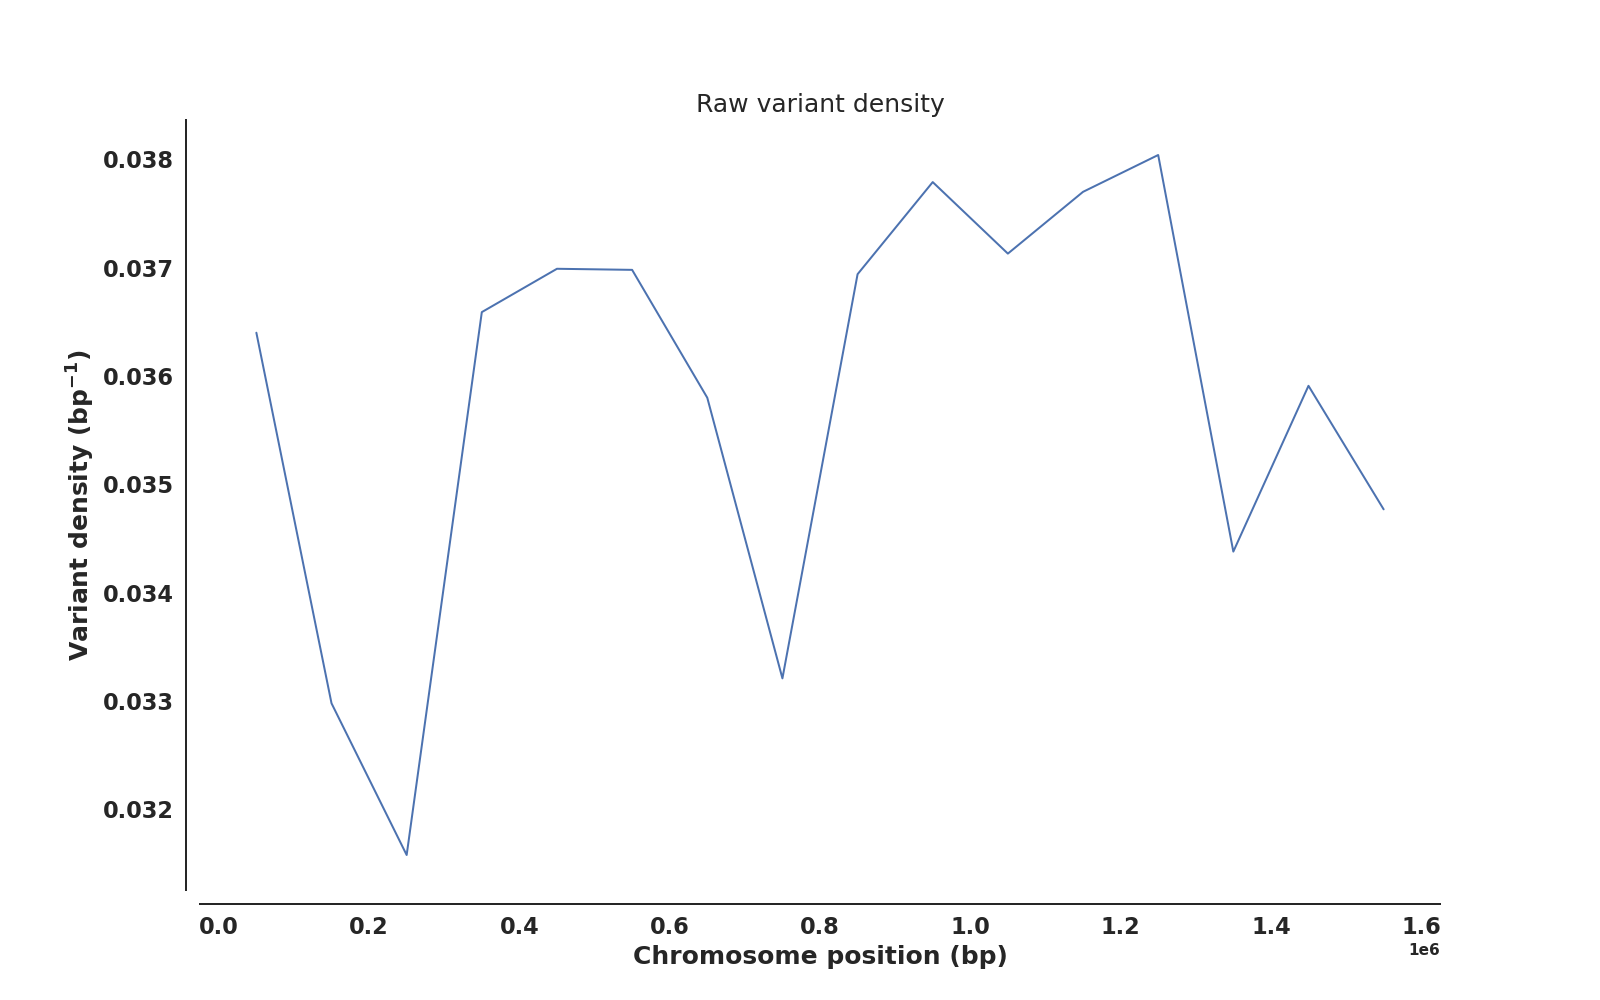 Raw variant density
0.038
0.037
0.036
0.035
0.034
0.033
0.032
Variant density (bp⁻¹)
0.0 0.2 0.4 0.6 0.8 1.0 1.2 1.4 1.6
1e6
Chromosome position (bp)